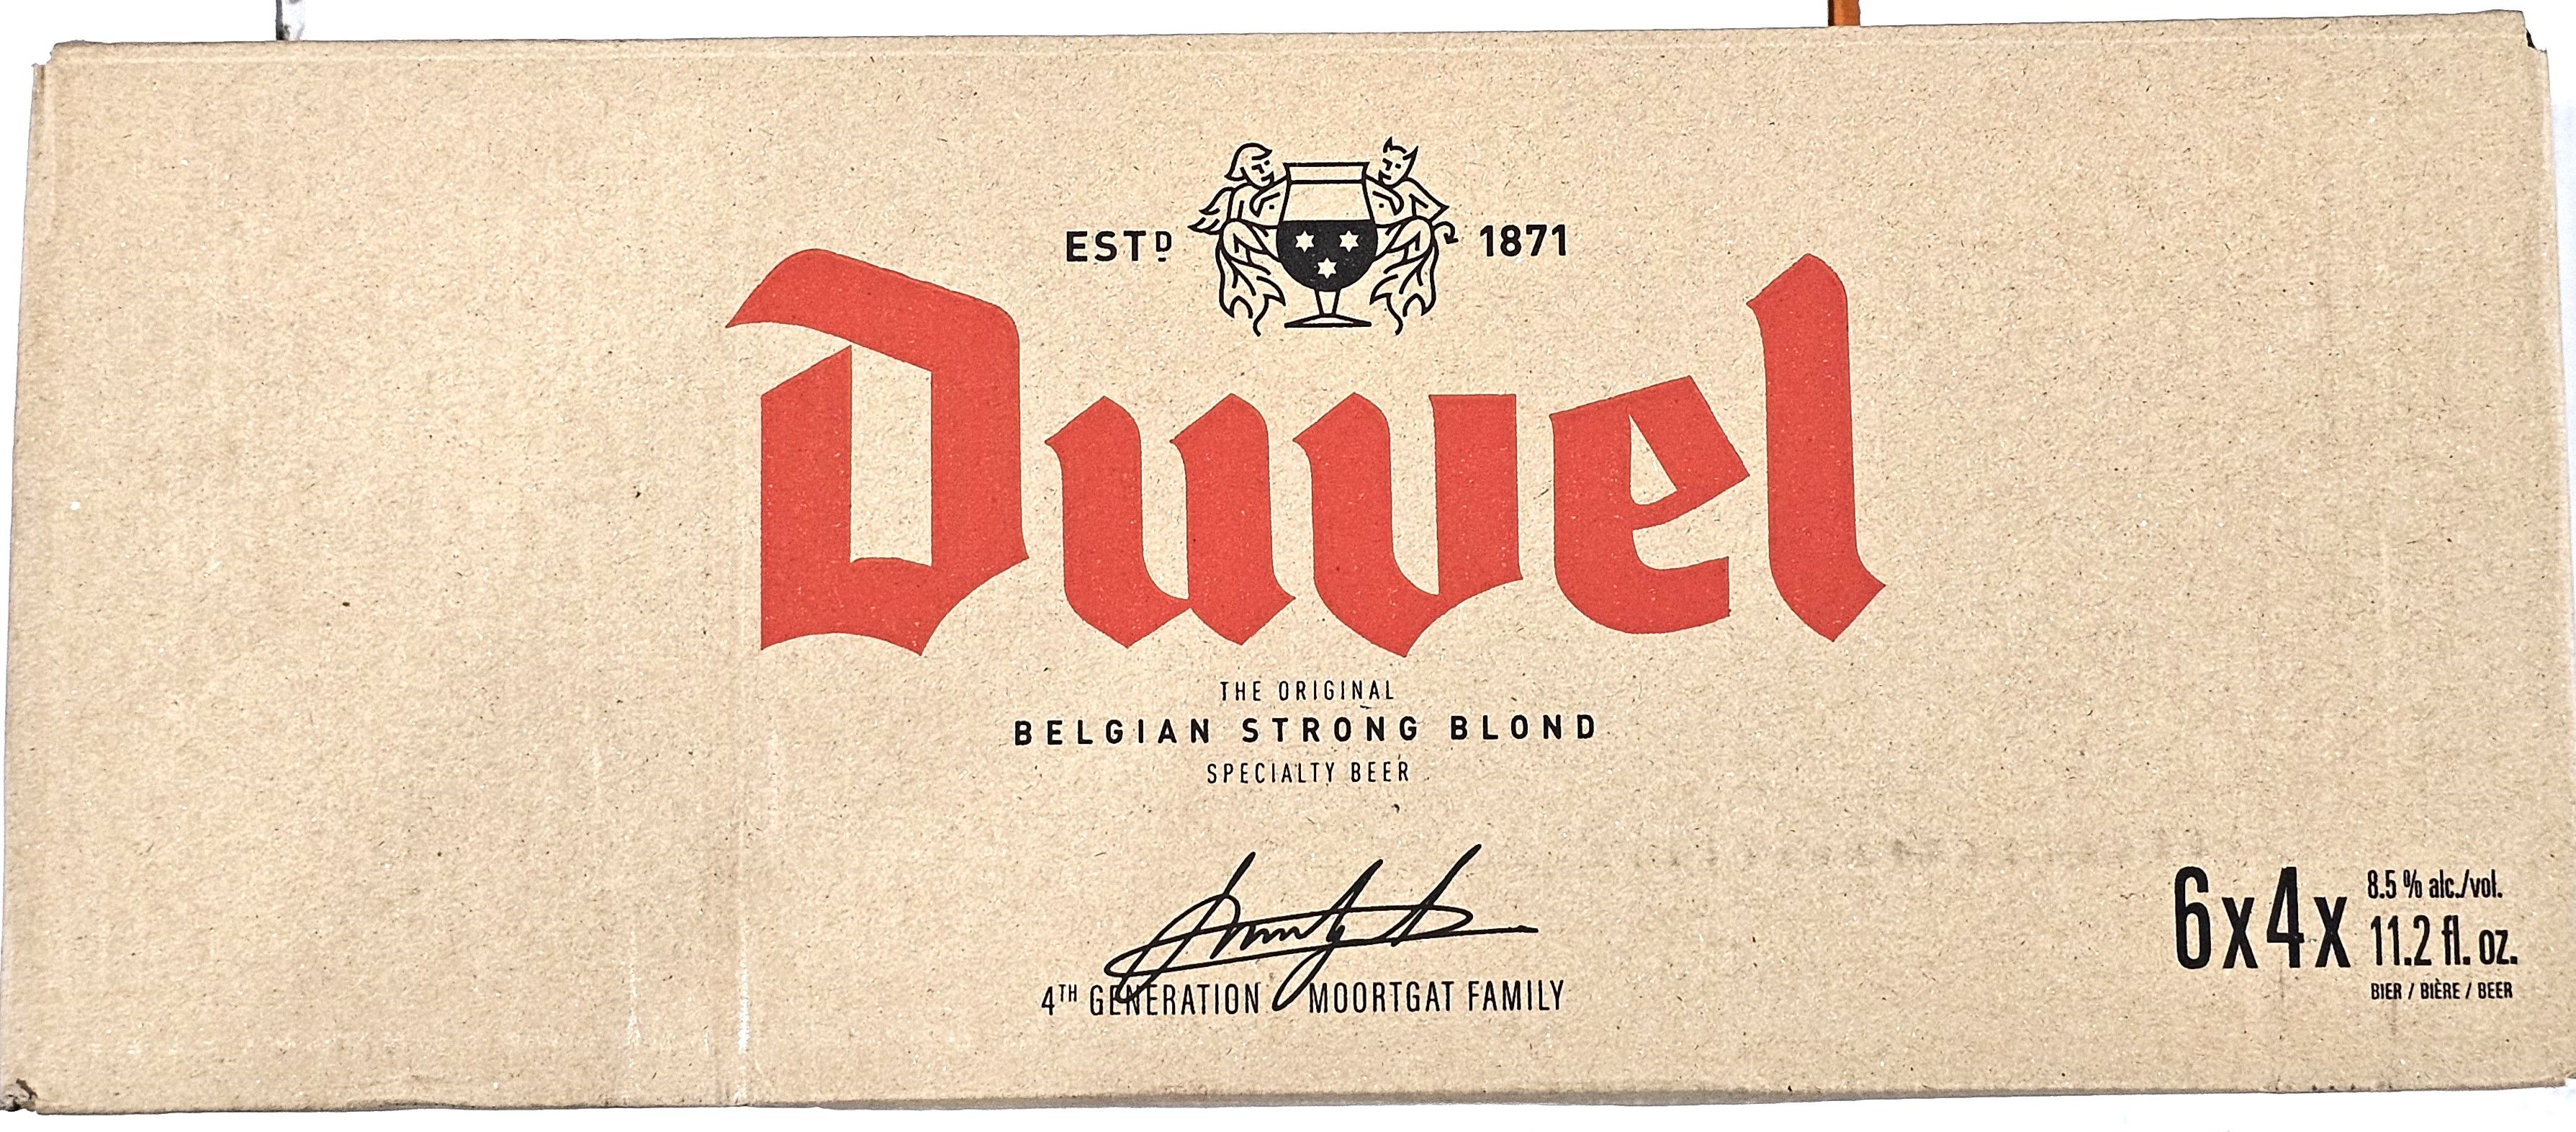 ESTD 1871
Duvel
THE ORIGINAL
BELGIAN STRONG BLOND
SPECIALTY BEER
4TH GENERATION MOORTGAT FAMILY
6x4x 8.5 % alc./vol.
11.2 fl. oz.
BIER / BIÈRE / BEER